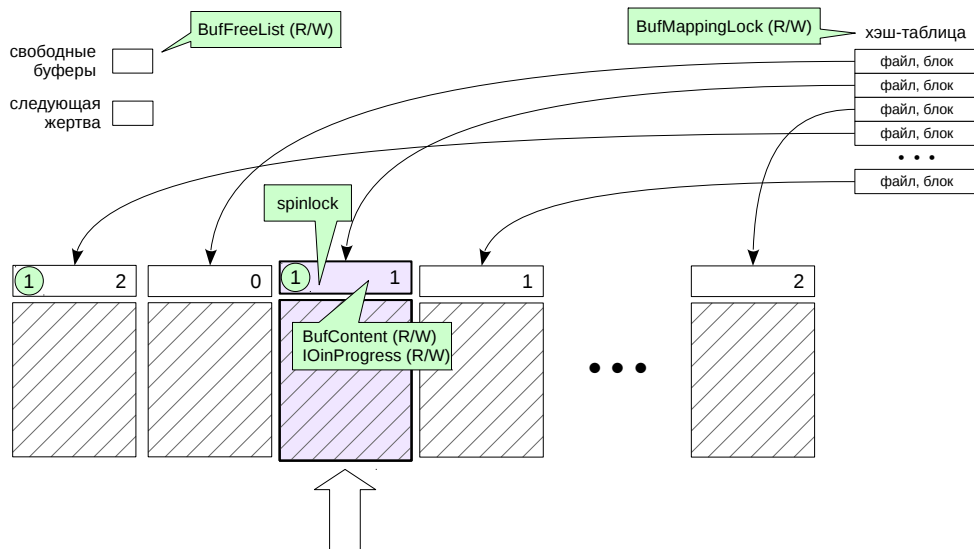 BufFreeList (R/W)
BufMappingLock (R/W)
хэш-таблица
свободные
буферы
следующая
жертва
файл, блок
файл, блок
файл, блок
файл, блок
• • •
файл, блок
spinlock
1 2
0
1 1
1
2
BufContent (R/W)
IOinProgress (R/W)
• • •